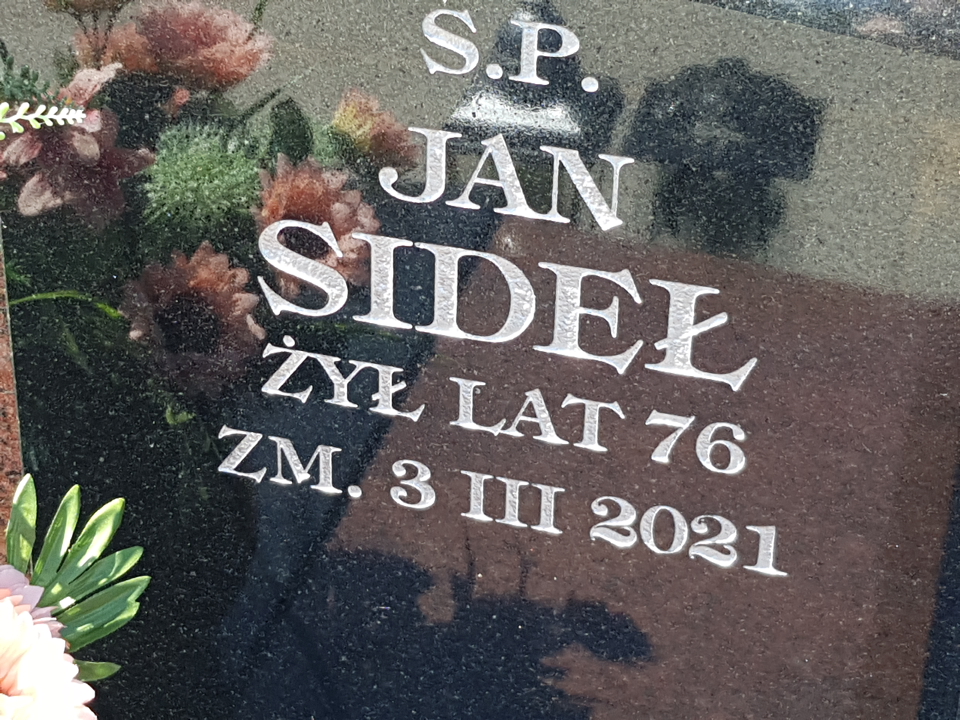 S.P.
JAN
SIDEŁ
ŻYŁ LAT 76
ZM. 3 III 2021